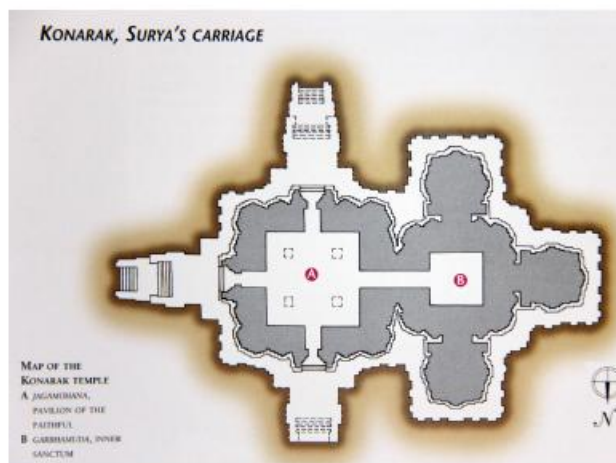 KONARAK, SURYA'S CARRIAGE
A
B
MAP OF THE
KONARAK TEMPLE
A JAGAMOHANA,
PAVILION OF THE
FAITHFUL
B GARBHAMUDA, INNER
SANCTUM
N